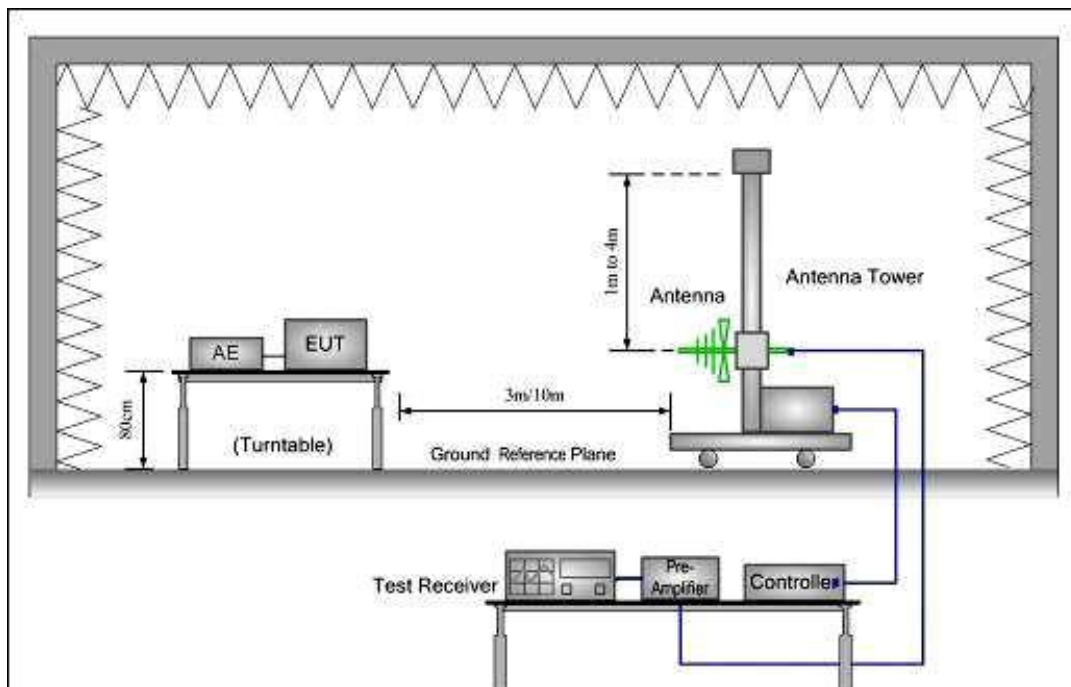 1m to 4m
Antenna Tower
Antenna
AE
EUT
3m/10m
80cm
(Turntable)
Ground Reference Plane
Test Receiver
Pre-
Amplifier
Controlle